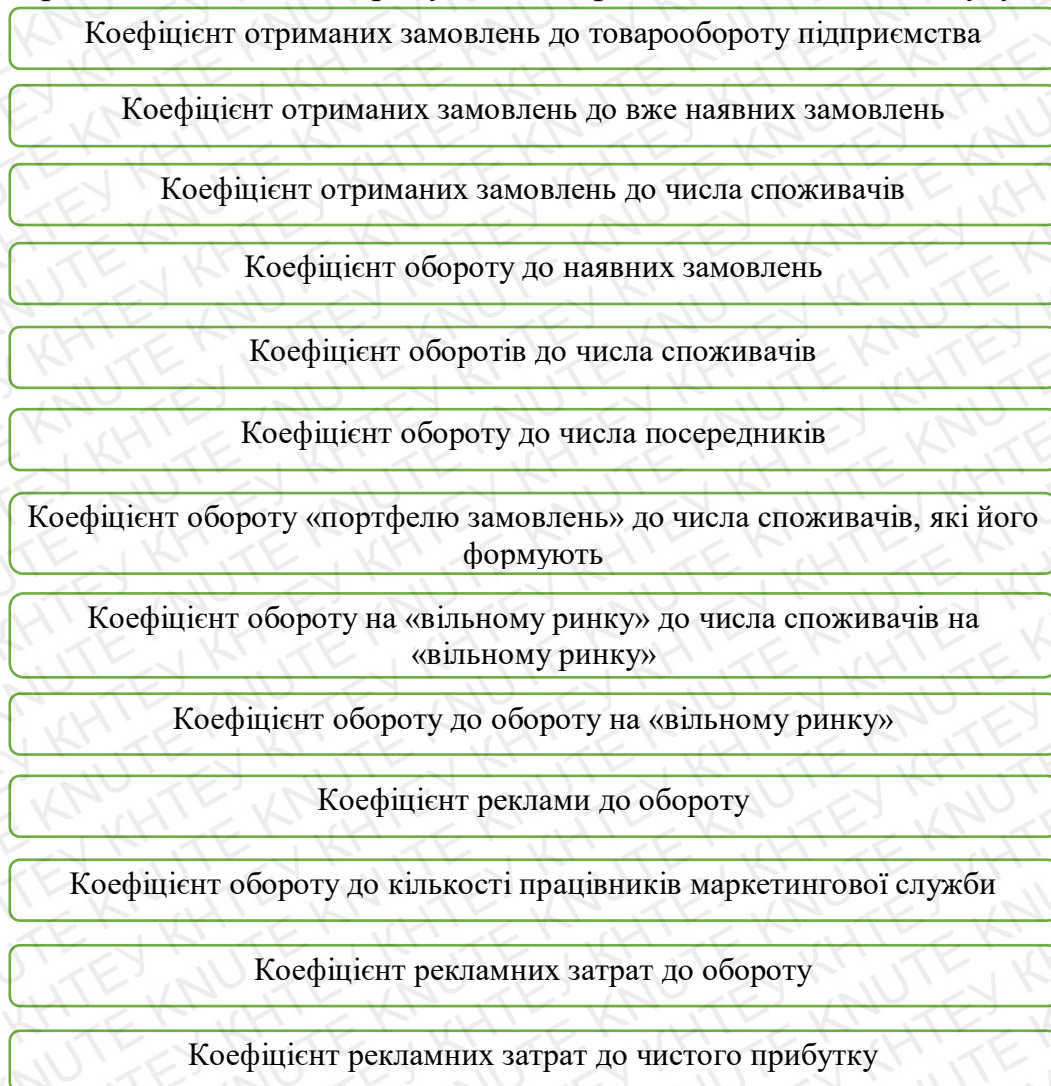 Коефіцієнт отриманих замовлень до товарообороту підприємства
Коефіцієнт отриманих замовлень до вже наявних замовлень
Коефіцієнт отриманих замовлень до числа споживачів
Коефіцієнт обороту до наявних замовлень
Коефіцієнт оборотів до числа споживачів
Коефіцієнт обороту до числа посередників
Коефіцієнт обороту «портфелю замовлень» до числа споживачів, які його
формують
Коефіцієнт обороту на «вільному ринку» до числа споживачів на
«вільному ринку»
Коефіцієнт обороту до обороту на «вільному ринку»
Коефіцієнт реклами до обороту
Коефіцієнт обороту до кількості працівників маркетингової служби
Коефіцієнт рекламних затрат до обороту
Коефіцієнт рекламних затрат до чистого прибутку